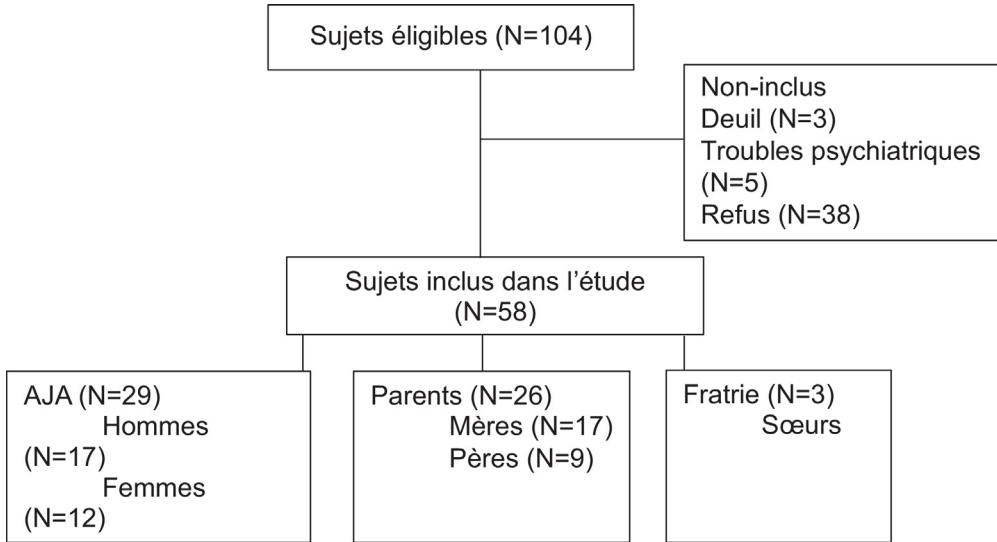 Sujets éligibles (N=104)
Non-inclus
Deuil (N=3)
Troubles psychiatriques
(N=5)
Refus (N=38)
Sujets inclus dans l’étude
(N=58)
AJA (N=29)
Hommes
(N=17)
Femmes
(N=12)
Parents (N=26)
Mères (N=17)
Pères (N=9)
Fratrie (N=3)
Sœurs